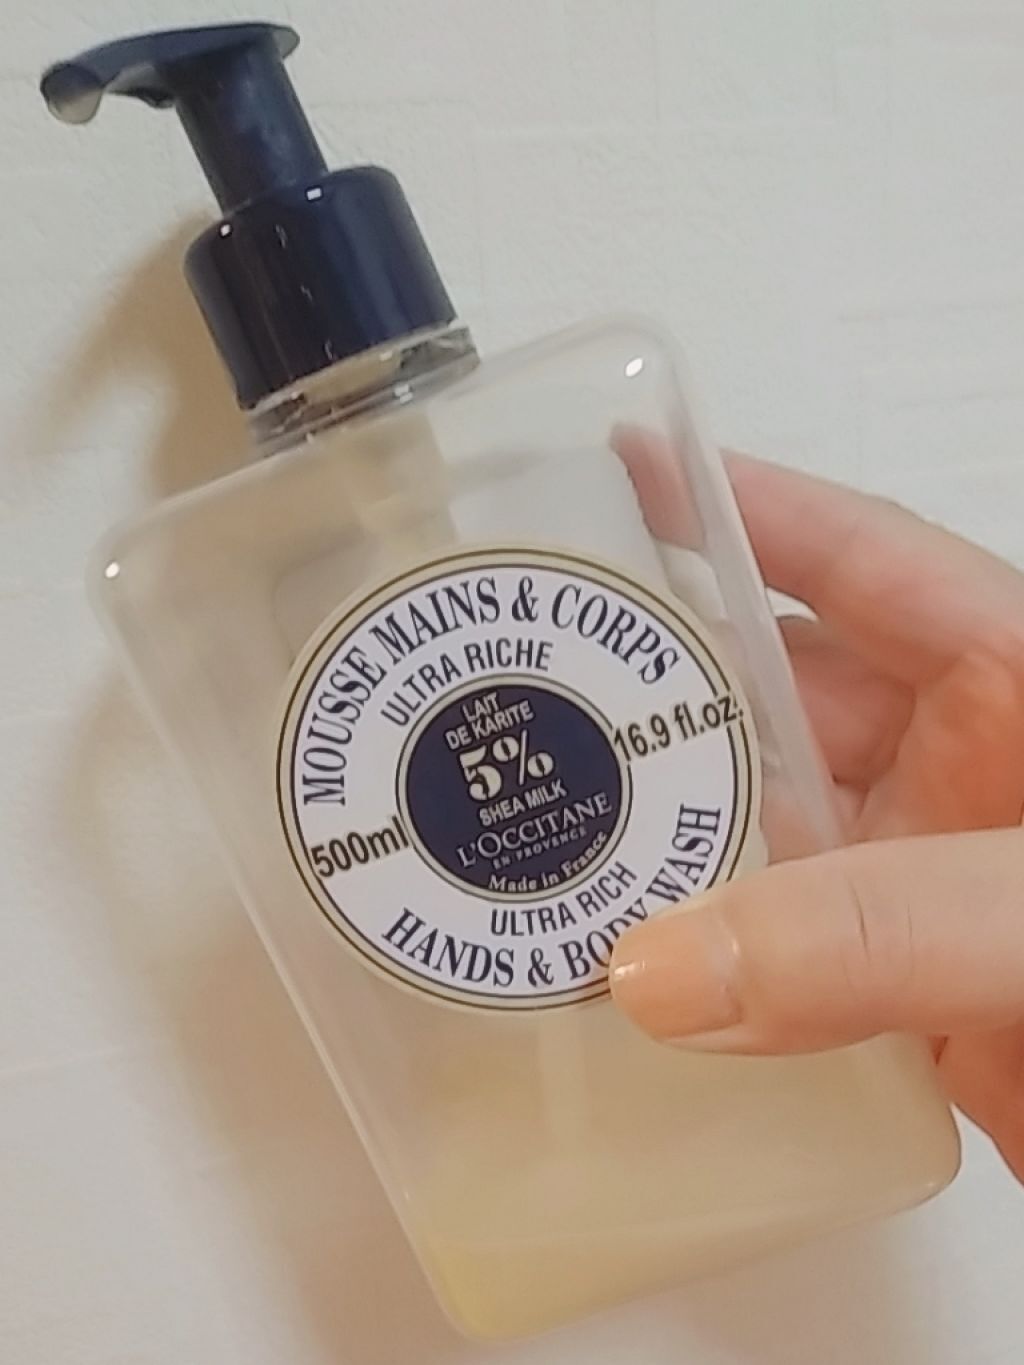 MOUSSE MAINS & CORPS
ULTRA RICHE
LAIT
DE KARITE
5%
SHEA MILK
L'OCCITANE
EN PROVENCE
Made in France
500ml
16.9 fl.oz.
ULTRA RICH
HANDS & BODY WASH